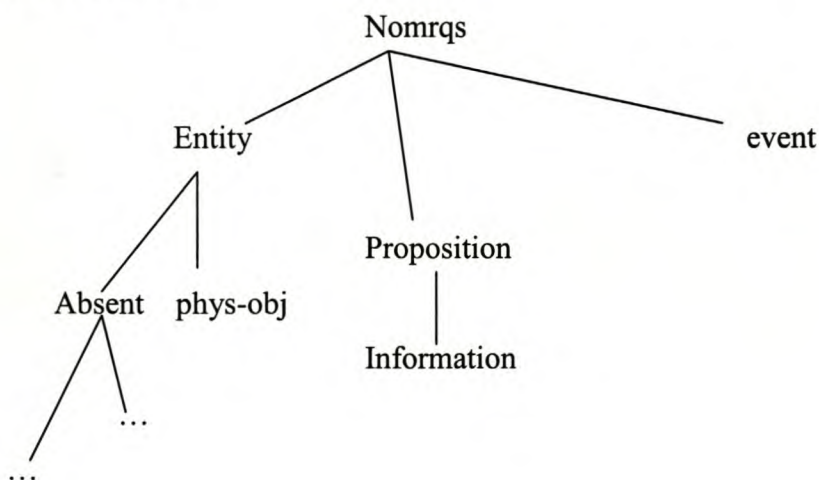 Nomrqs
Entity
event
Proposition
Absent phys-obj
Information
...
...